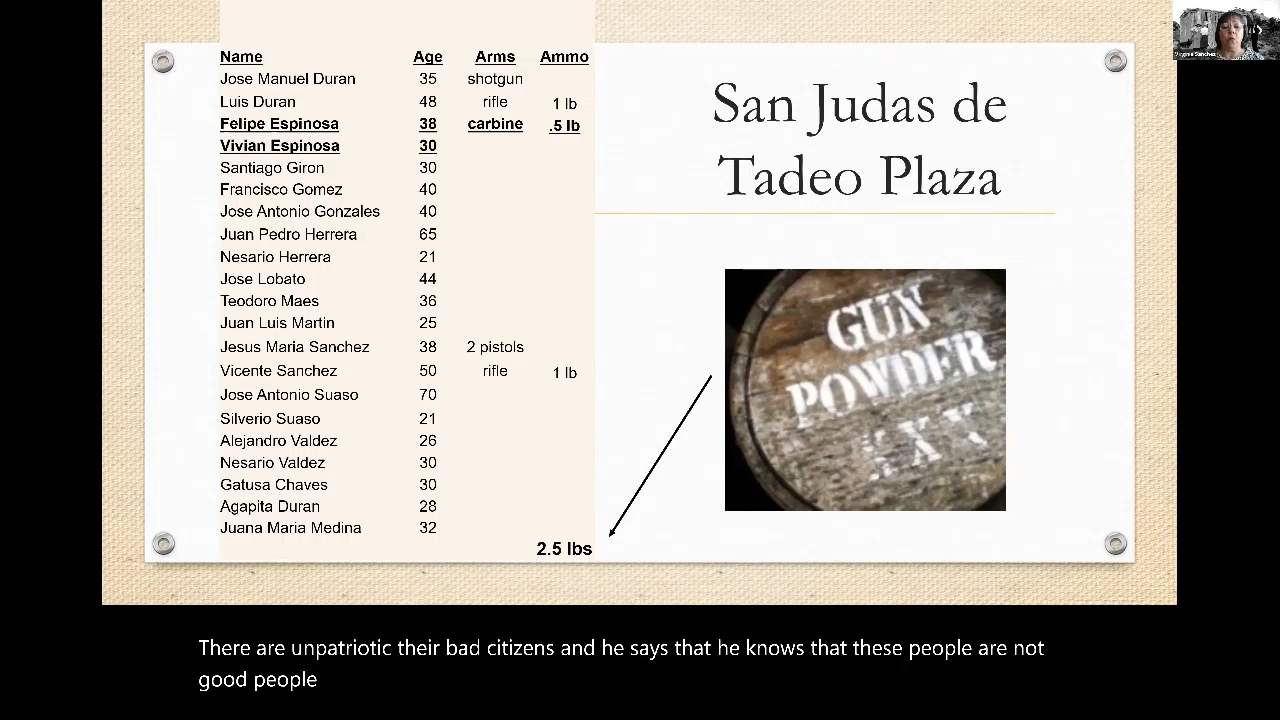 Name Age Arms Ammo
Jose Manuel Duran 35 shotgun
Luis Duran 48 rifle 1 lb
Felipe Espinosa 38 carbine .5 lb
Vivian Espinosa 30
Santiago Giron 30
Francisco Gomez 40
Jose Antonio Gonzales 40
Juan Pedro Herrera 65
Nesario Herrera 21
Jose Lobato 44
Teodoro Maes 36
Juan Luis Martin 25
Jesus Maria Sanchez 38 2 pistols
Vicente Sanchez 50 rifle 1 lb
Jose Antonio Suaso 70
Silverio Suaso 21
Alejandro Valdez 26
Nesario Valdez 30
Gatusa Chaves 30
Agapita Duran 28
Juana Maria Medina 32
2.5 lbs
San Judas de
Tadeo Plaza
GUN
POWDER
XXX
Virginia Sanchez
There are unpatriotic their bad citizens and he says that he knows that these people are not
good people